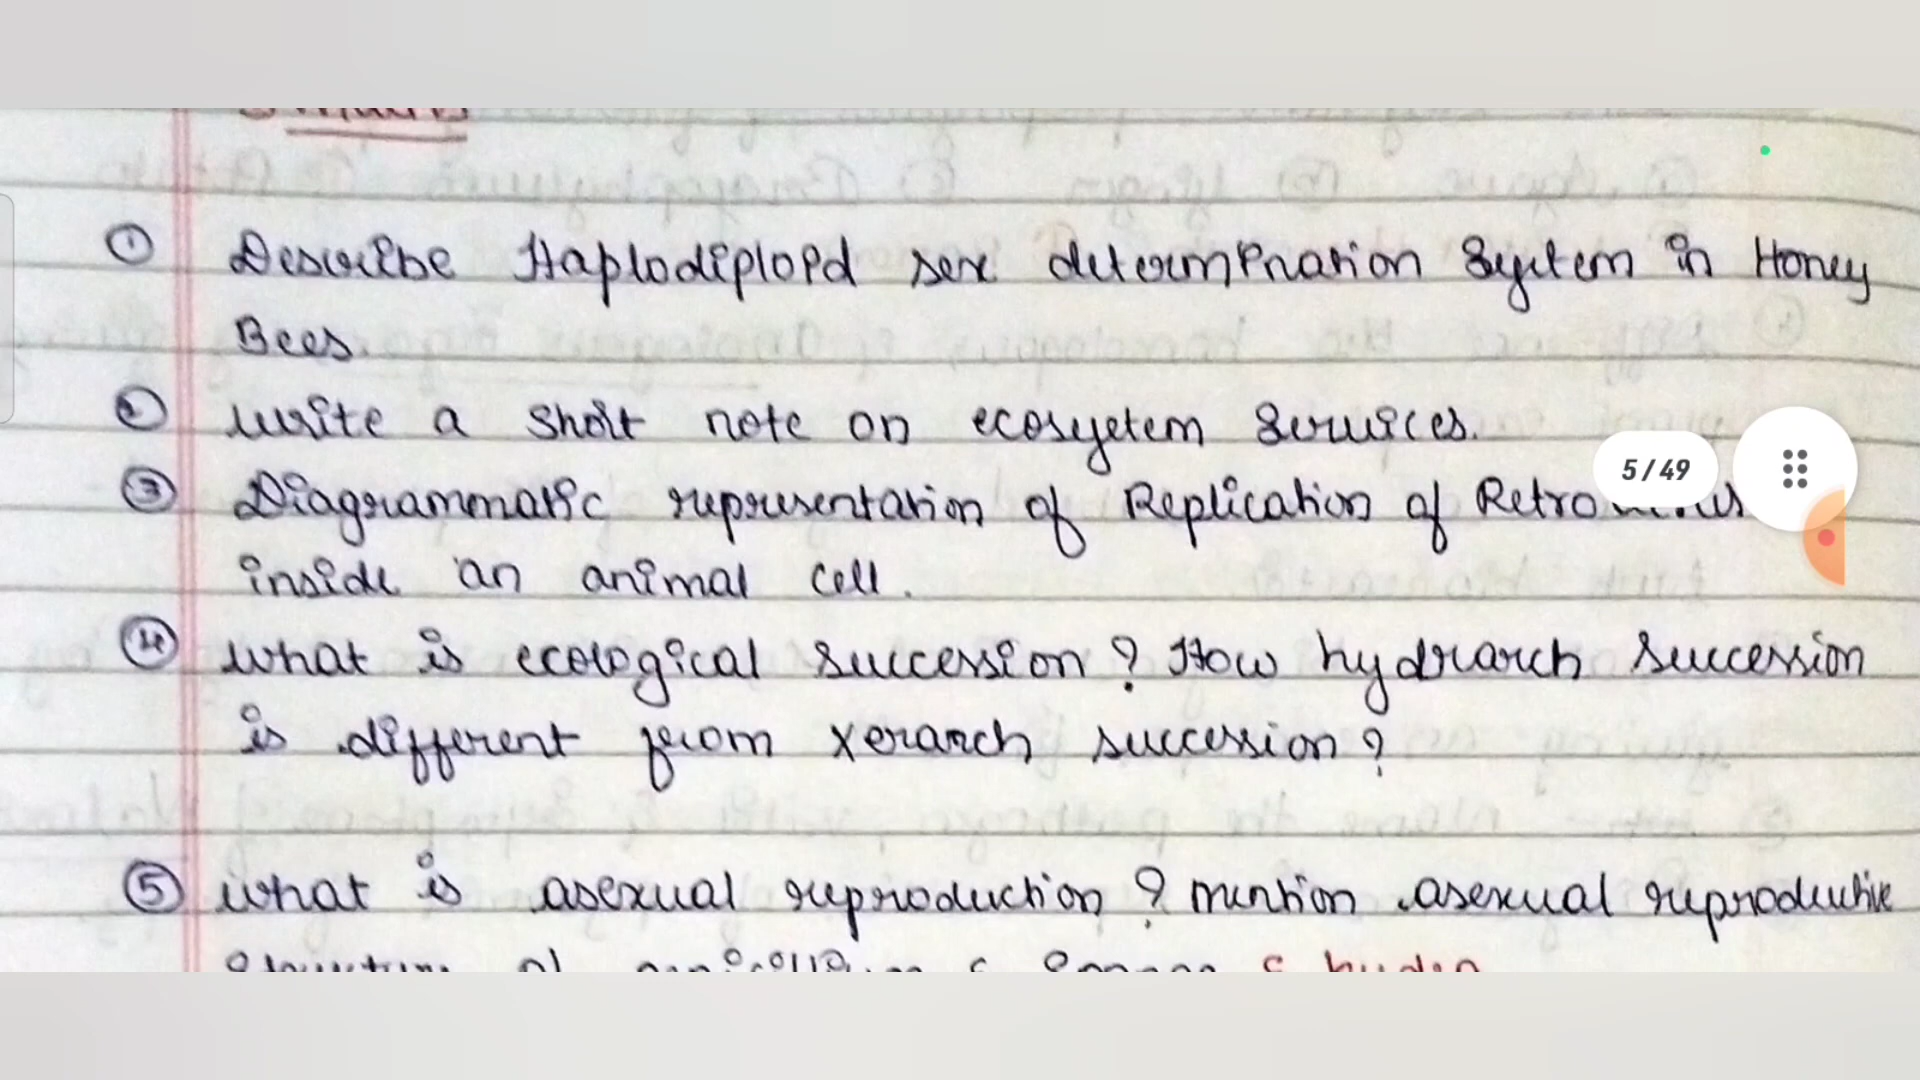 ① Describe Haplodiploid sex determination System in Honey
Bees.
② write a short note on ecosystem Services.
5/49
③ Diagrammatic representation of Replication of
inside an animal cell.
④ what is ecological succession? How hydrarch succession
is different from xerarch succession?
⑤ what is asexual reproduction? mention asexual reproductive